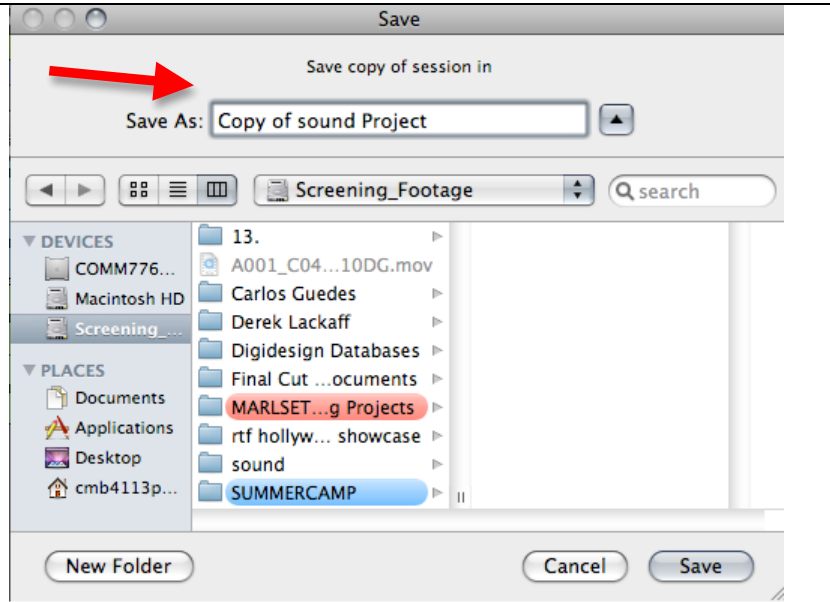 Save
Save copy of session in
Save As: Copy of sound Project
Screening_Footage
search
DEVICES
COMM776...
Macintosh HD
Screening_...
PLACES
Documents
Applications
Desktop
cmb4113p...
13.
A001_C04...10DG.mov
Carlos Guedes
Derek Lackaff
Digidesign Databases
Final Cut ...ocuments
MARLSET...g Projects
rtf hollyw... showcase
sound
SUMMERCAMP
New Folder
Cancel
Save